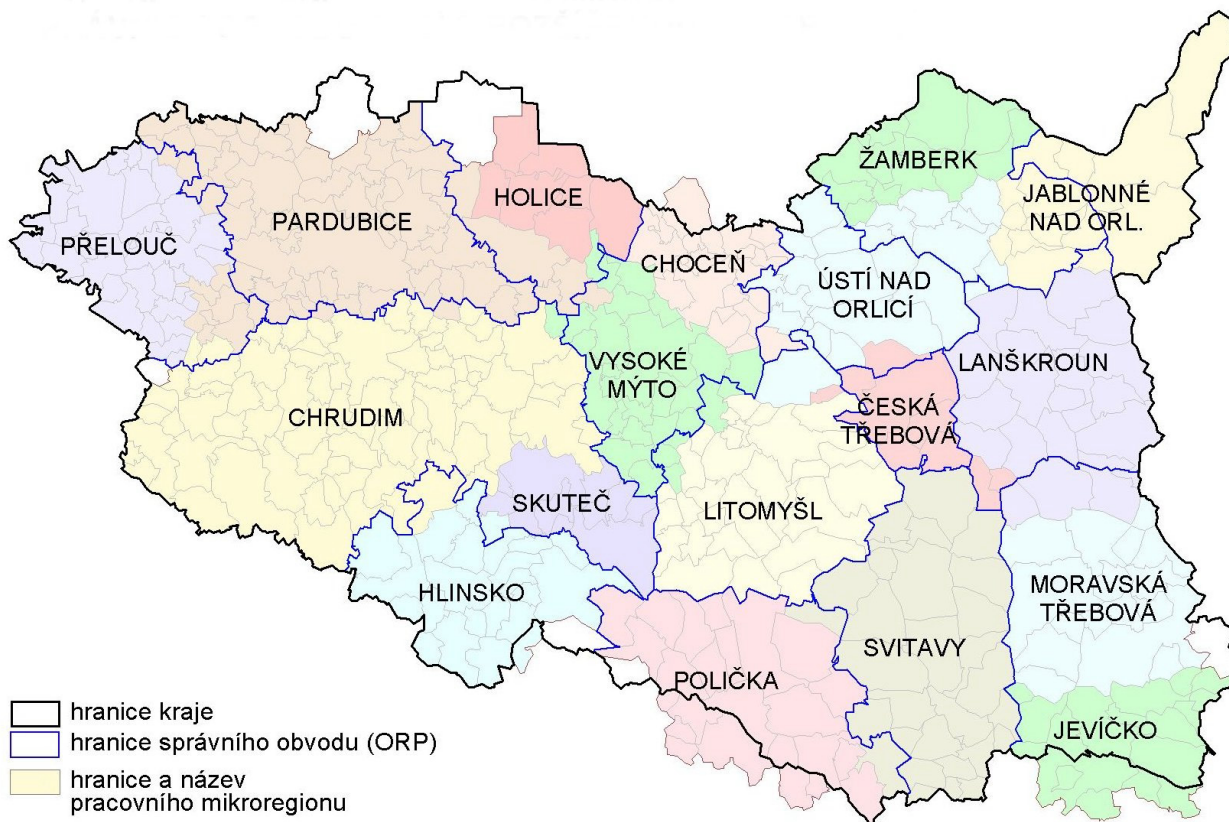 ŽAMBERK
HOLICE
JABLONNÉ
NAD ORL.
PARDUBICE
PŘELOUČ
CHOCEŇ
ÚSTÍ NAD
ORLICÍ
VYSOKÉ
MÝTO
LANŠKROUN
CHRUDIM
ČESKÁ
TŘEBOVÁ
SKUTEČ
LITOMYŠL
HLINSKO
MORAVSKÁ
TŘEBOVÁ
SVITAVY
POLIČKA
JEVÍČKO
hranice kraje
hranice správního obvodu (ORP)
hranice a název
pracovního mikroregionu